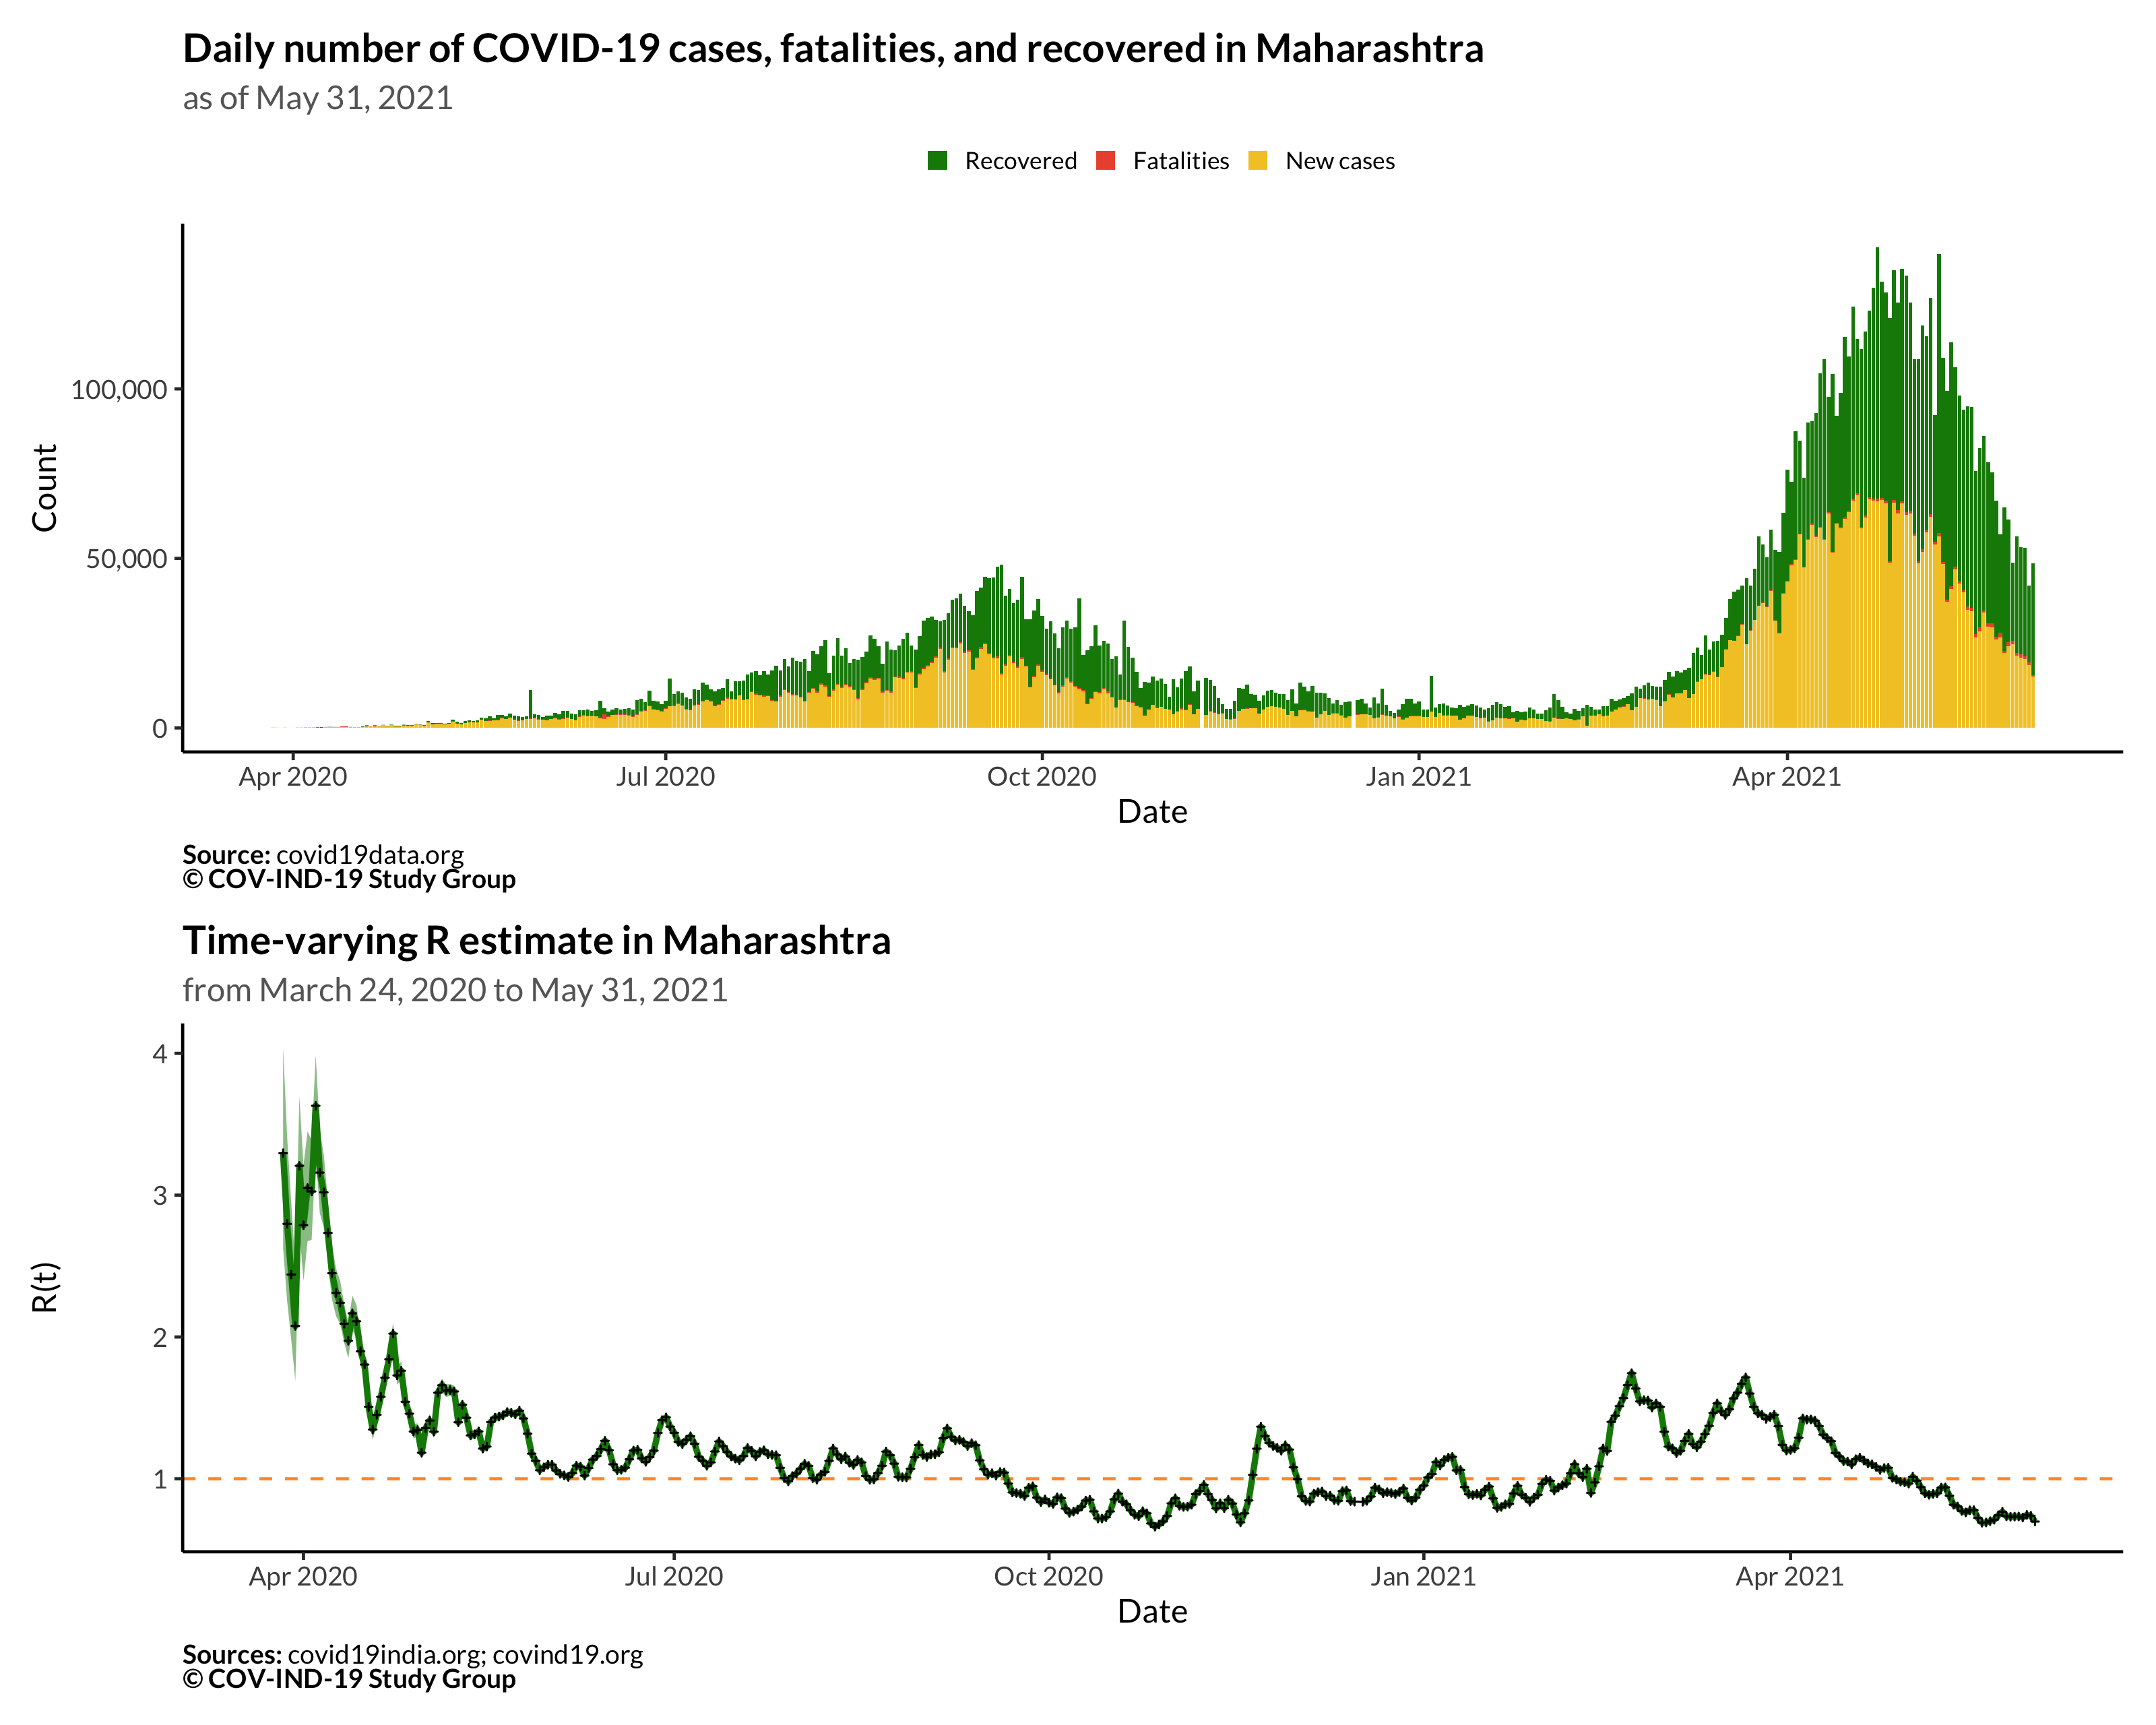 Daily number of COVID-19 cases, fatalities, and recovered in Maharashtra
as of May 31, 2021
Recovered Fatalities New cases
Count
100,000
50,000
0
Apr 2020 Jul 2020 Oct 2020 Jan 2021 Apr 2021
Date
Source: covid19data.org
© COV-IND-19 Study Group
Time-varying R estimate in Maharashtra
from March 24, 2020 to May 31, 2021
R(t)
4
3
2
1
Apr 2020 Jul 2020 Oct 2020 Jan 2021 Apr 2021
Date
Sources: covid19india.org; covind19.org
© COV-IND-19 Study Group